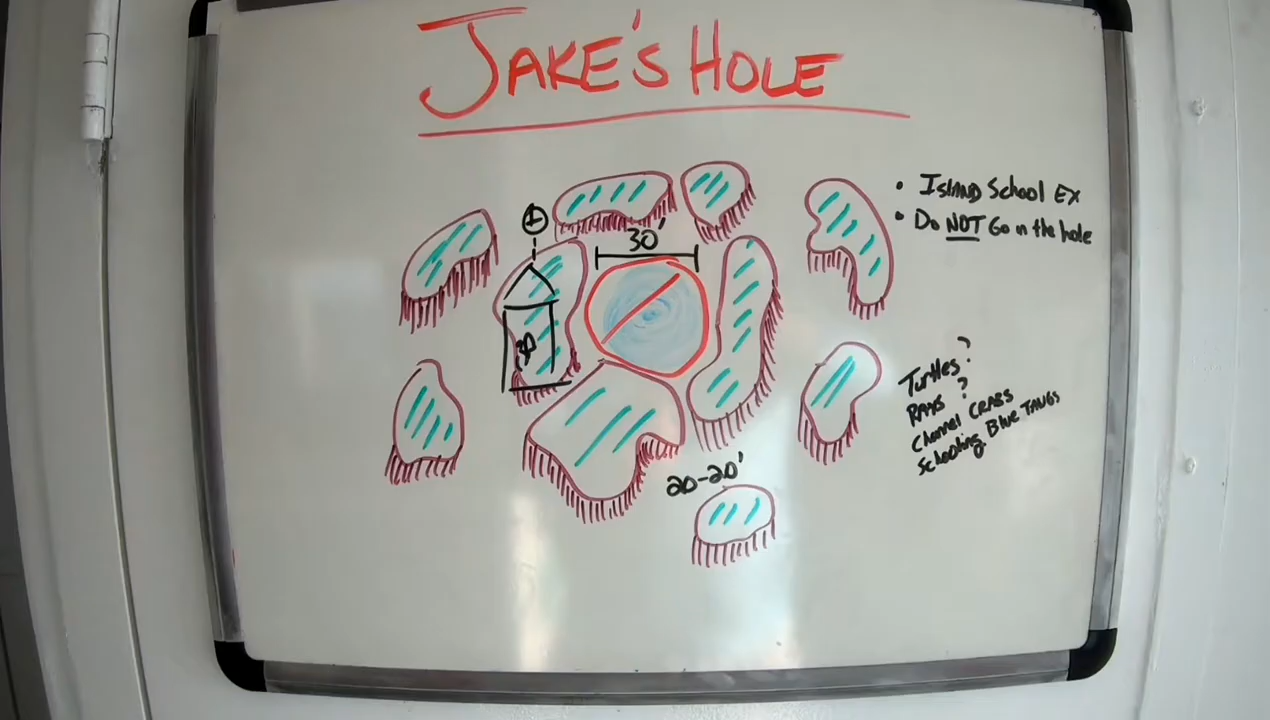 JAKE'S HOLE
• ISLAND School EX
• Do NOT Go in the hole
30'
30
Turtles?
RAYS?
Channel CRABS
Schooling Blue TANGS
20-20'